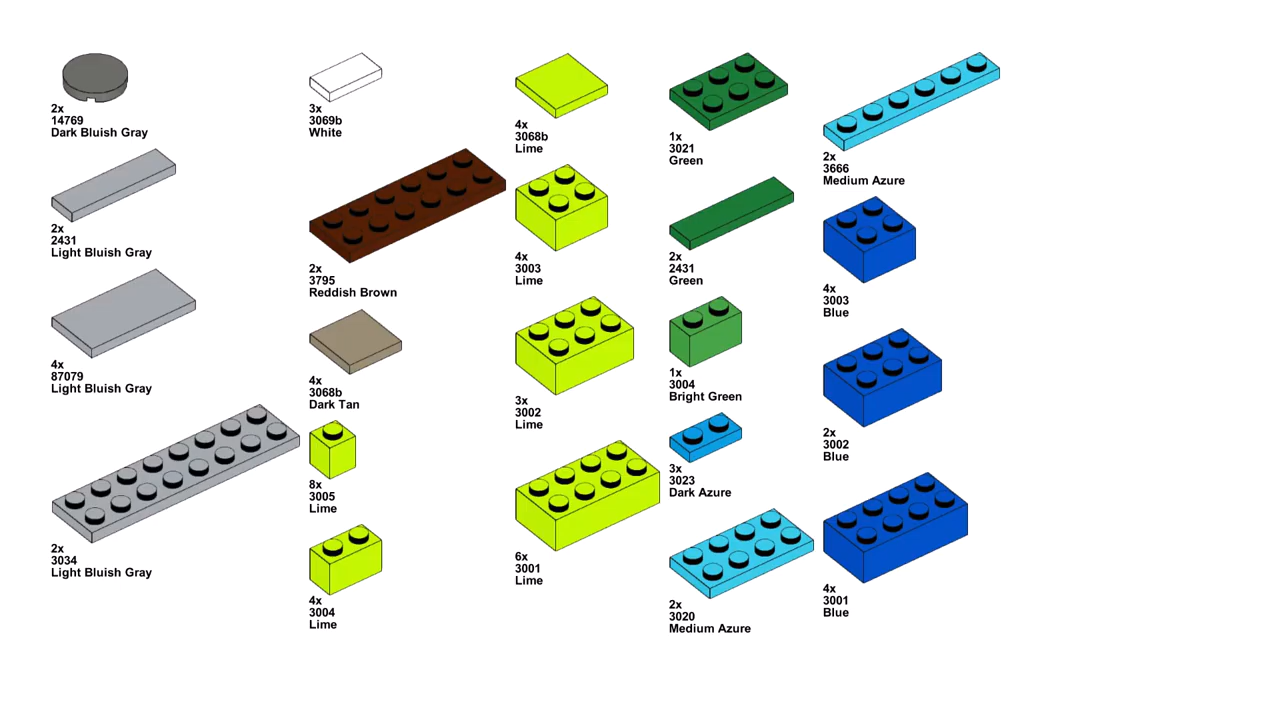 2x
14769
Dark Bluish Gray
2x
2431
Light Bluish Gray
4x
87079
Light Bluish Gray
2x
3034
Light Bluish Gray
3x
3069b
White
2x
3795
Reddish Brown
4x
3068b
Dark Tan
8x
3005
Lime
4x
3004
Lime
4x
3068b
Lime
4x
3003
Lime
3x
3002
Lime
6x
3001
Lime
1x
3021
Green
2x
2431
Green
1x
3004
Bright Green
3x
3023
Dark Azure
2x
3020
Medium Azure
2x
3666
Medium Azure
4x
3003
Blue
2x
3002
Blue
4x
3001
Blue